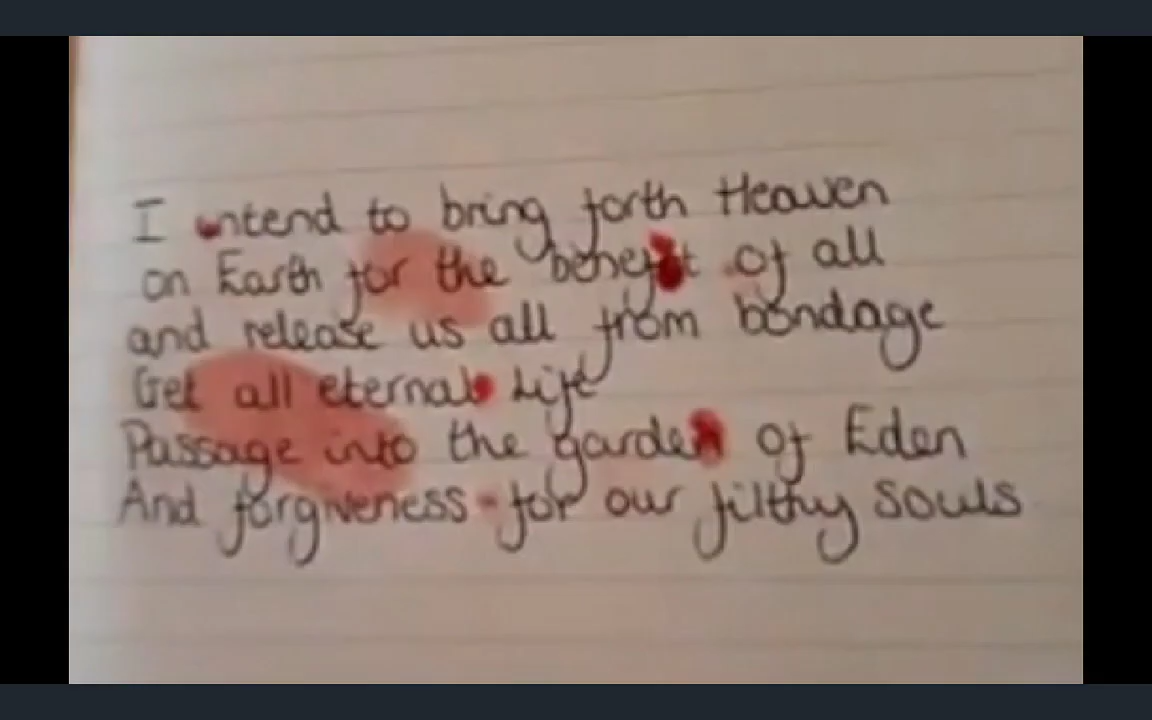 I intend to bring forth Heaven
on Earth for the benefit of all
and release us all from bondage
Get all eternal Life
Passage into the garden of Eden
And forgiveness for our filthy souls